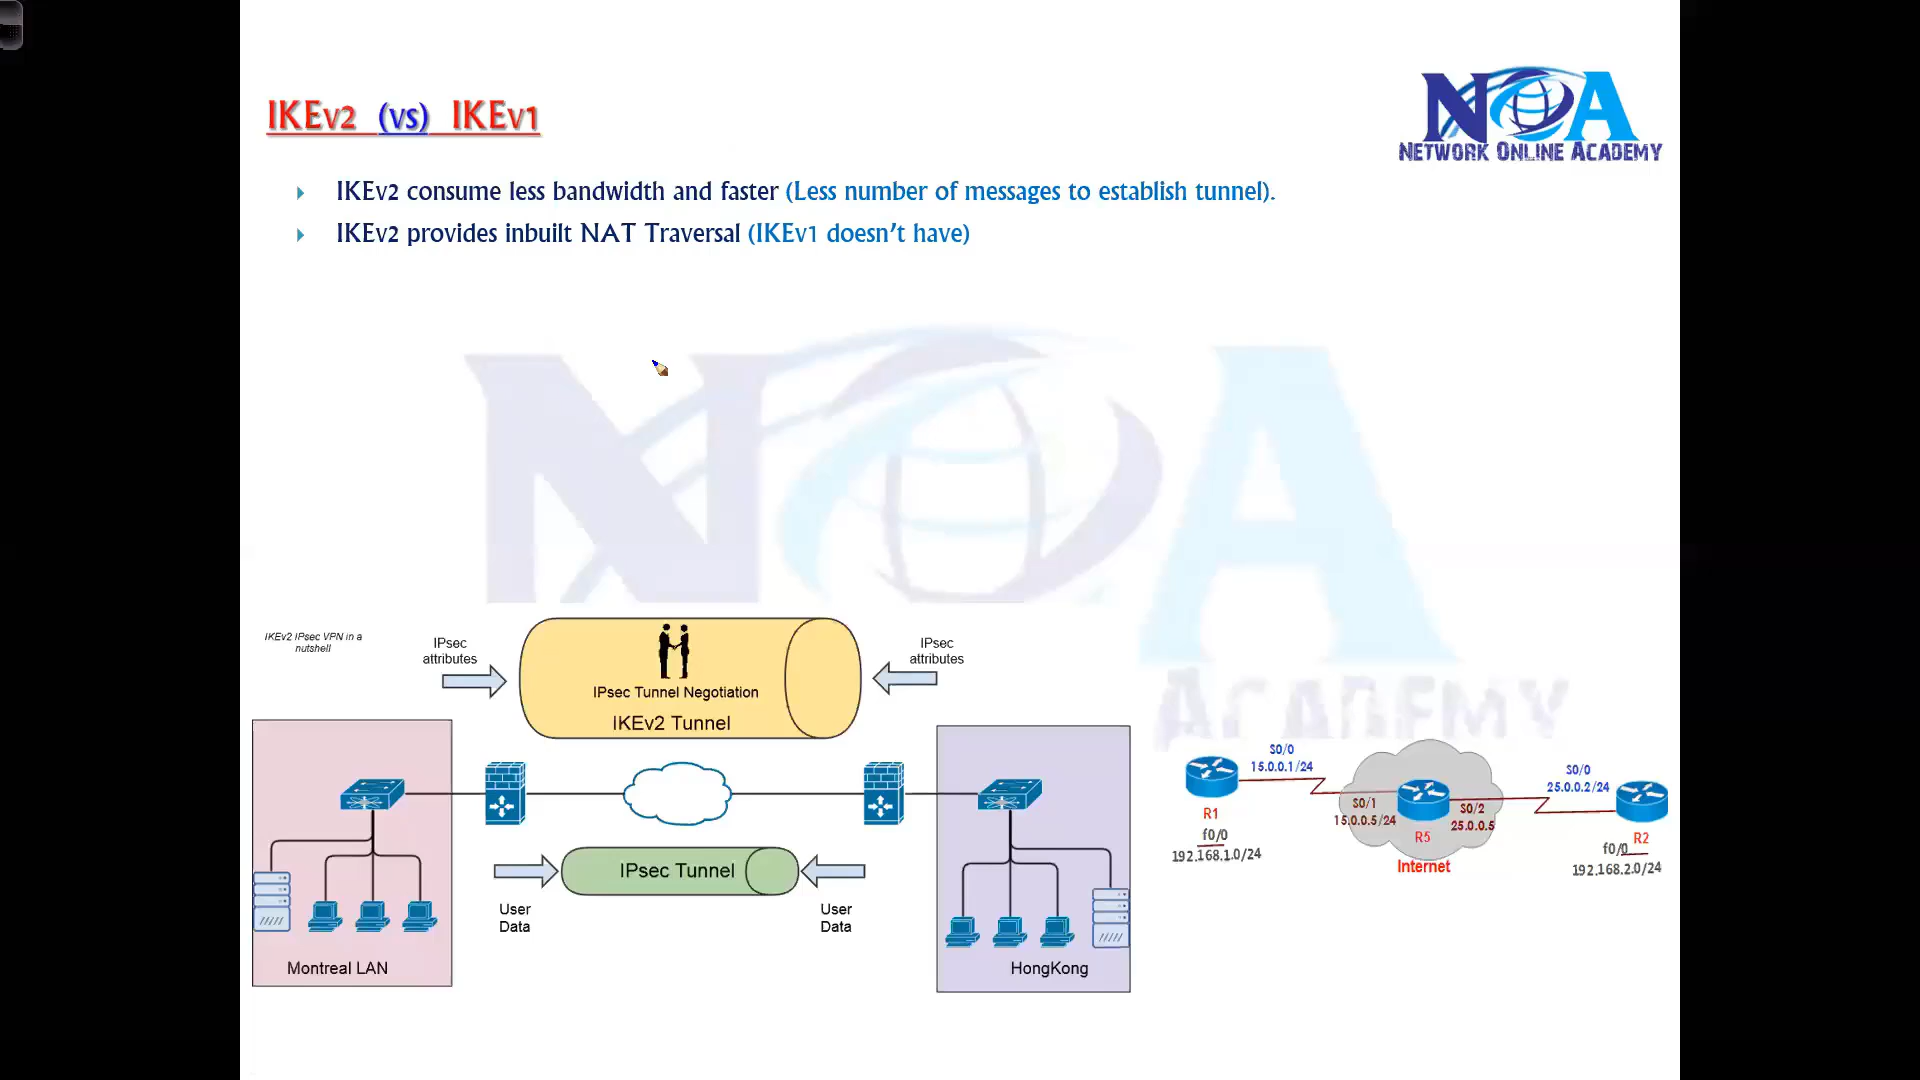 IKEv2 (vs) IKEv1
NOA
Network Online Academy
IKEv2 consume less bandwidth and faster (Less number of messages to establish tunnel).
IKEv2 provides inbuilt NAT Traversal (IKEv1 doesn't have)
NOA
Academy
IKEv2 IPsec VPN in a
nutshell
IPsec
attributes
IPsec Tunnel Negotiation
IKEv2 Tunnel
IPsec
attributes
IPsec Tunnel
User
Data
User
Data
Montreal LAN
HongKong
S0/0
15.0.0.1/24
R1
f0/0
192.168.1.0/24
S0/1
15.0.0.5/24
R5
Internet
S0/2
25.0.0.5
S0/0
25.0.0.2/24
R2
f0/0
192.168.2.0/24